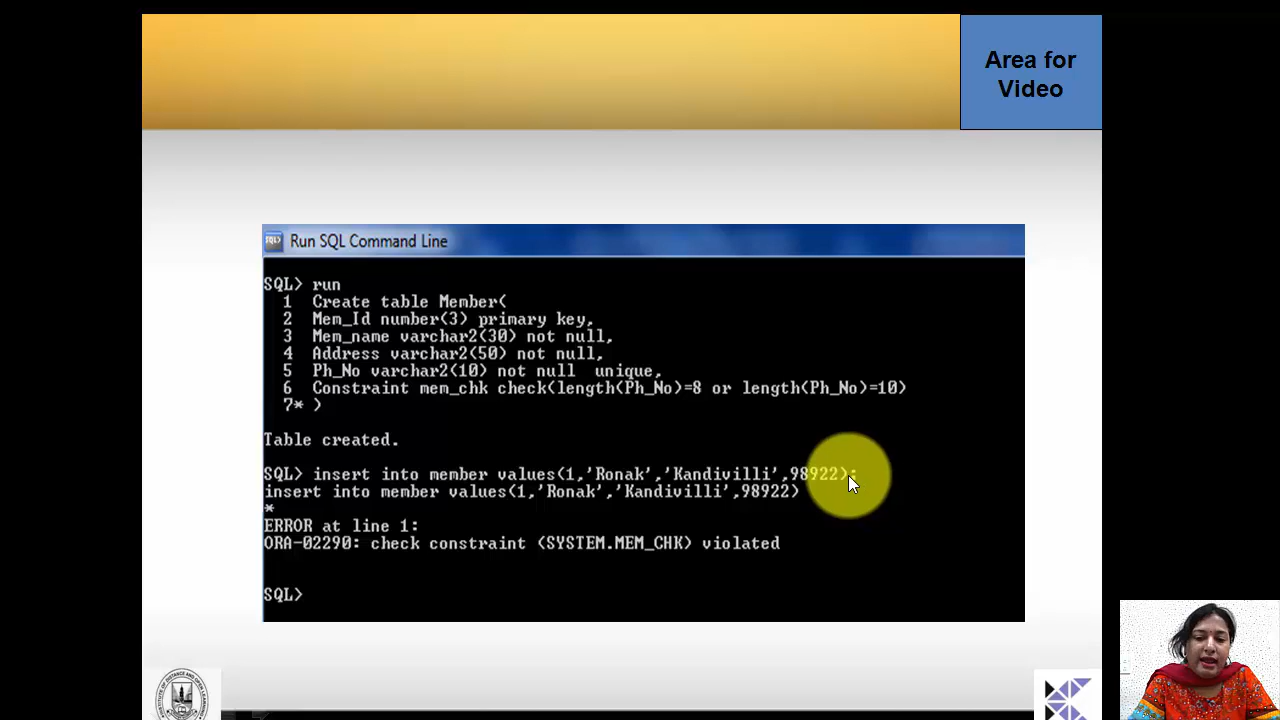 Area for
Video
SQL> Run SQL Command Line
SQL> run
1 Create table Member(
2 Mem_Id number(3) primary key,
3 Mem_name varchar2(30) not null,
4 Address varchar2(50) not null,
5 Ph_No varchar2(10) not null unique,
6 Constraint mem_chk check(length(Ph_No)=8 or length(Ph_No)=10)
7* )
Table created.
SQL> insert into member values(1,'Ronak','Kandivilli',98922);
insert into member values(1,'Ronak','Kandivilli',98922)
*
ERROR at line 1:
ORA-02290: check constraint (SYSTEM.MEM_CHK) violated
SQL>